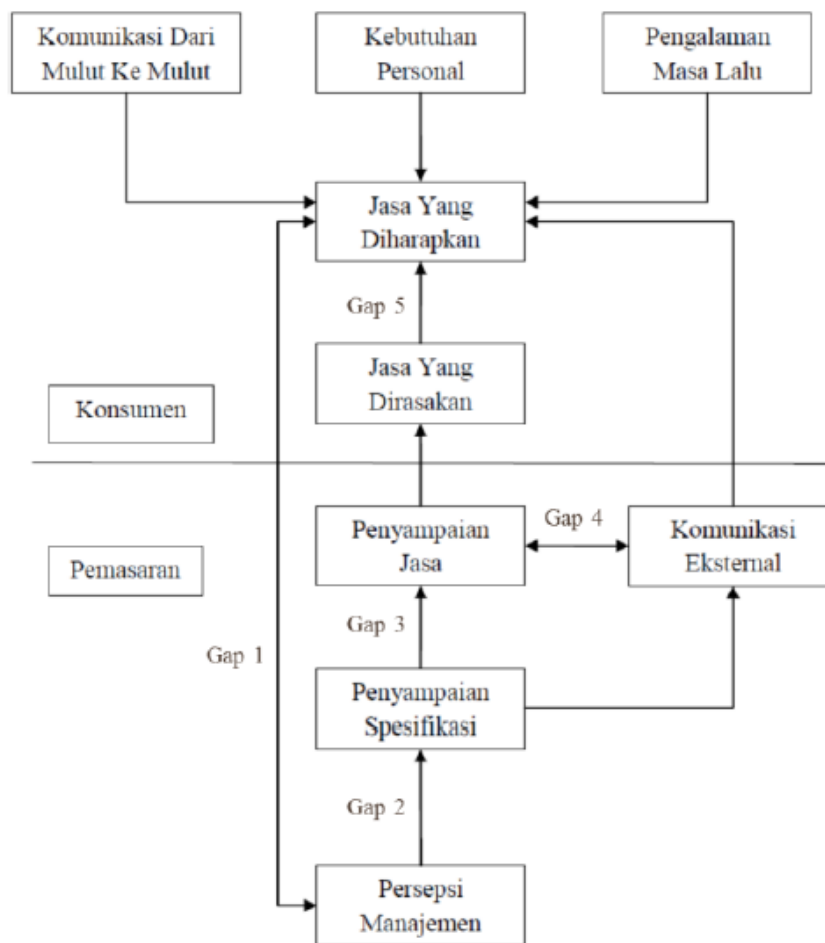 Komunikasi Dari
Mulut Ke Mulut
Kebutuhan
Personal
Pengalaman
Masa Lalu
Jasa Yang
Diharapkan
Gap 5
Jasa Yang
Dirasakan
Konsumen
Penyampaian
Jasa
Gap 4
Komunikasi
Eksternal
Pemasaran
Gap 3
Gap 1
Penyampaian
Spesifikasi
Gap 2
Persepsi
Manajemen